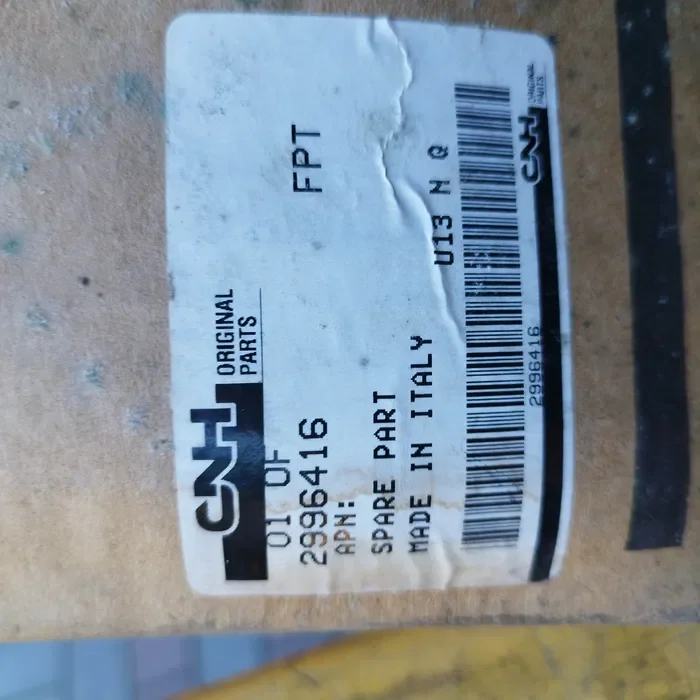 CNH ORIGINAL PARTS
01 OF
2996416 FPT
APN:
SPARE PART
MADE IN ITALY
U13 M Q
2996416
CNH ORIGINAL PARTS